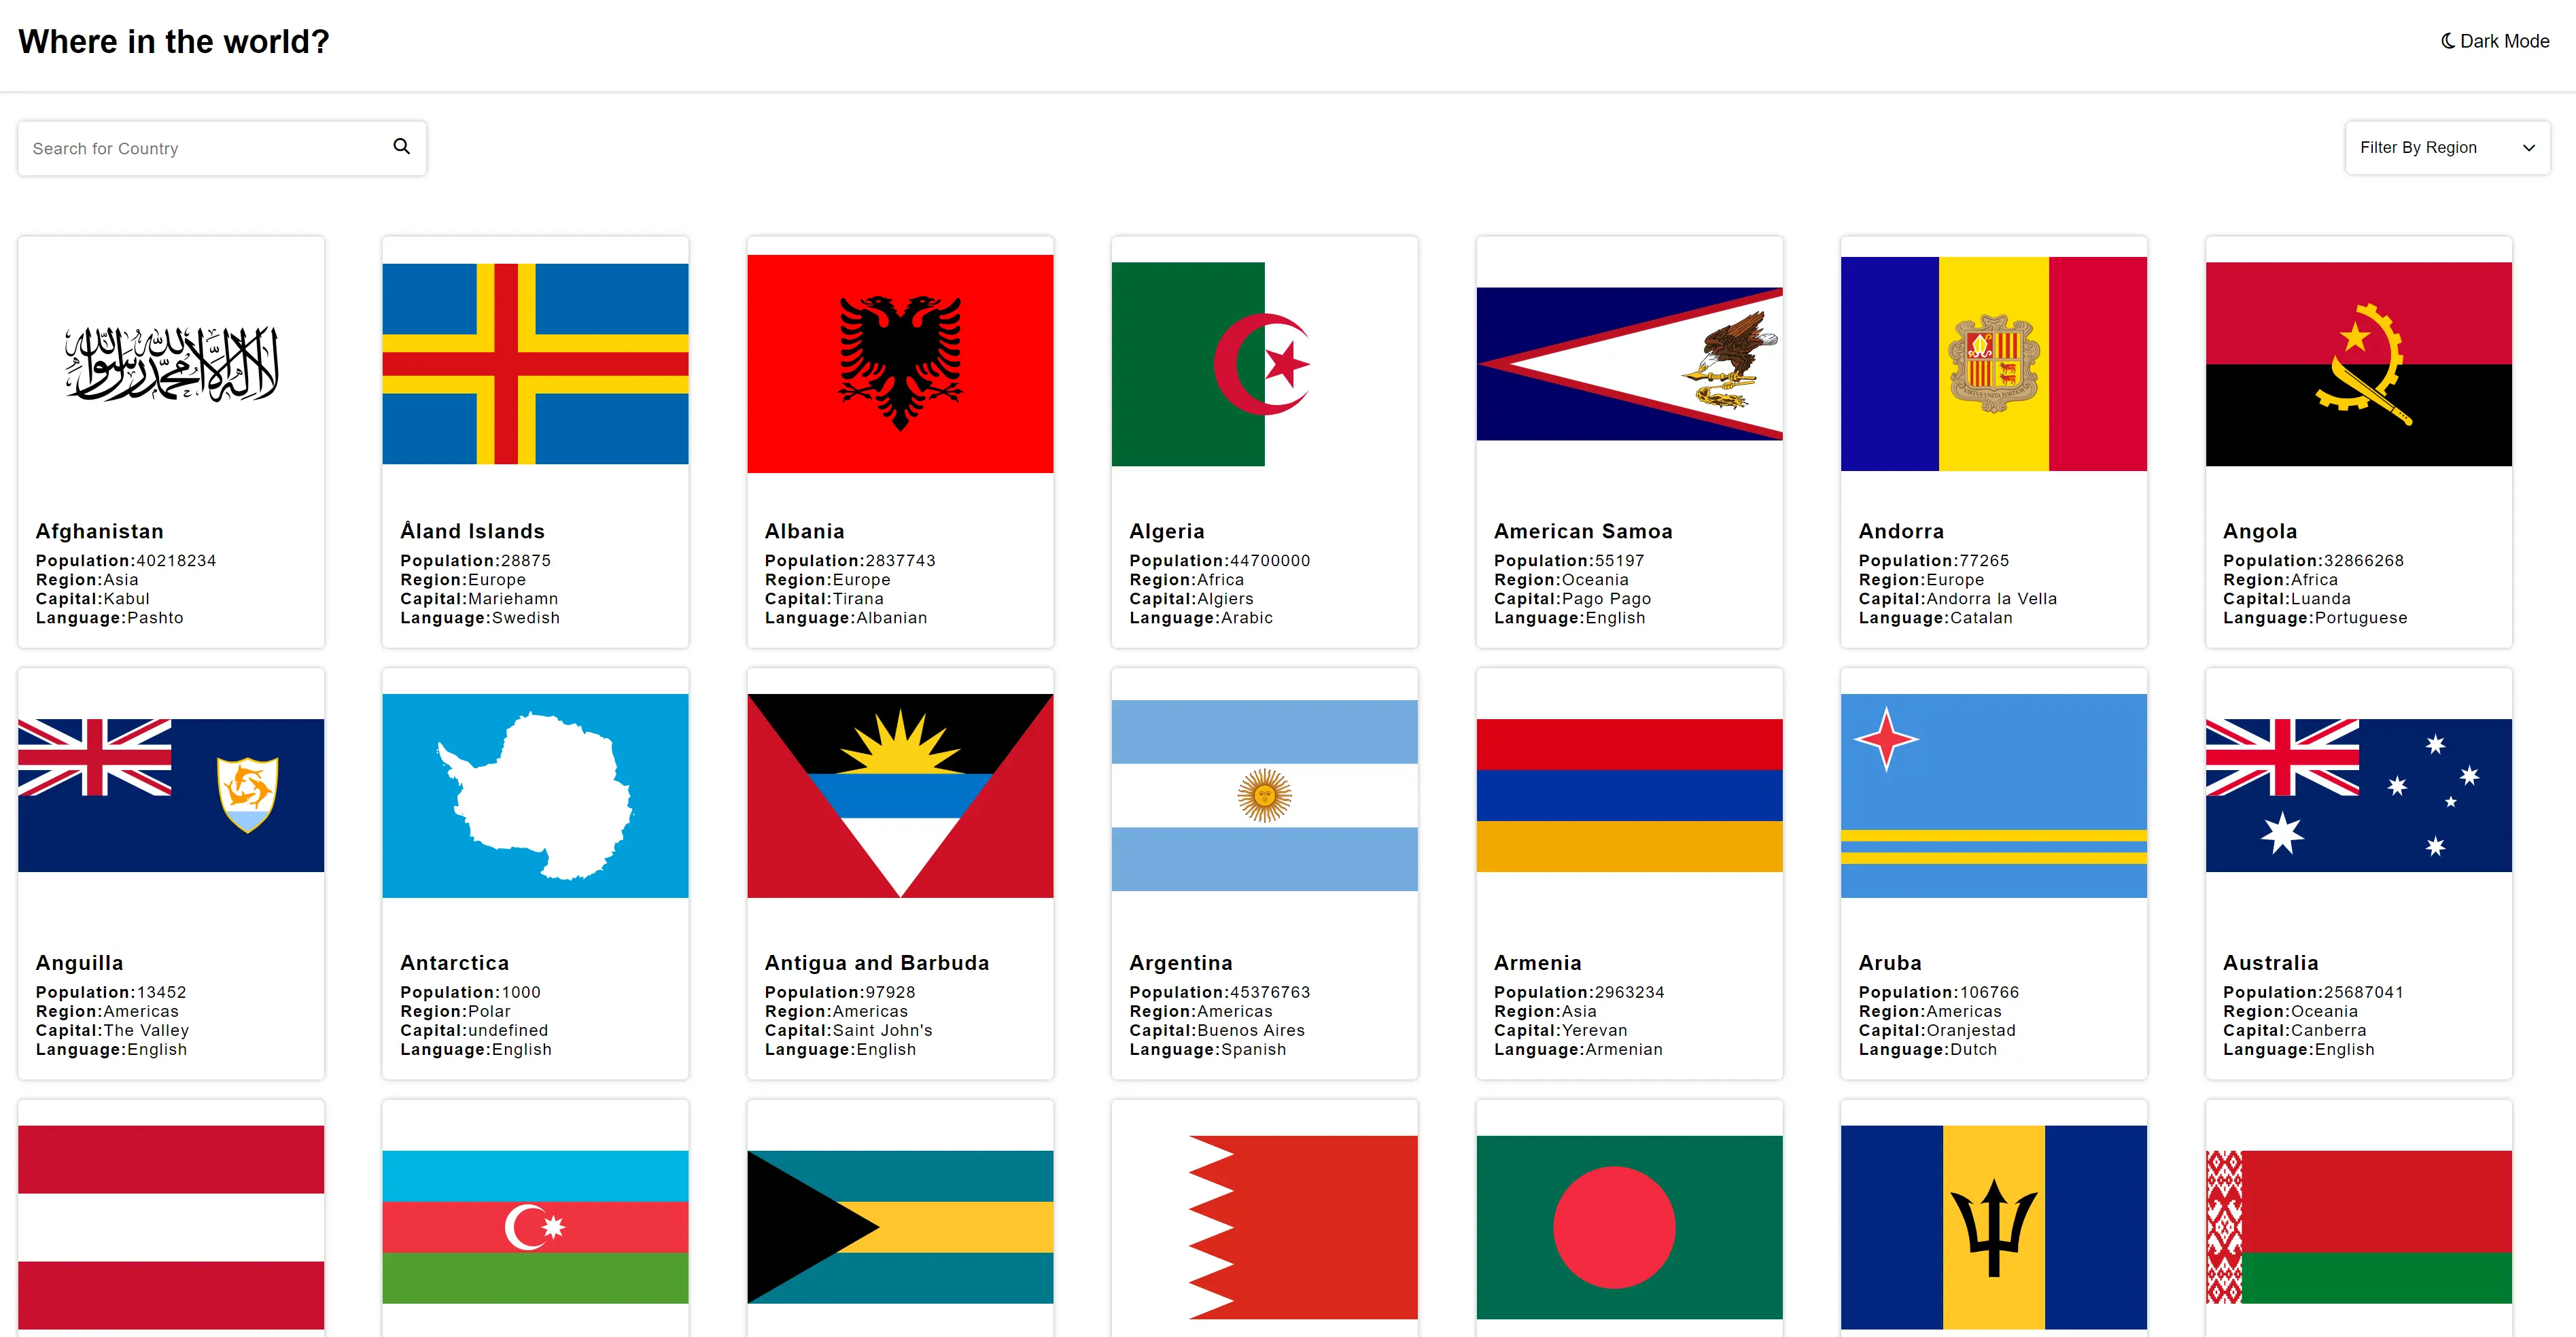 Where in the world?
Dark Mode
Search for Country
Filter By Region
لا إله إلا الله محمد رسول الله
Afghanistan
Population:40218234
Region:Asia
Capital:Kabul
Language:Pashto
Åland Islands
Population:28875
Region:Europe
Capital:Mariehamn
Language:Swedish
Albania
Population:2837743
Region:Europe
Capital:Tirana
Language:Albanian
Algeria
Population:44700000
Region:Africa
Capital:Algiers
Language:Arabic
American Samoa
Population:55197
Region:Oceania
Capital:Pago Pago
Language:English
Andorra
Population:77265
Region:Europe
Capital:Andorra la Vella
Language:Catalan
Angola
Population:32866268
Region:Africa
Capital:Luanda
Language:Portuguese
Anguilla
Population:13452
Region:Americas
Capital:The Valley
Language:English
Antarctica
Population:1000
Region:Polar
Capital:undefined
Language:English
Antigua and Barbuda
Population:97928
Region:Americas
Capital:Saint John's
Language:English
Argentina
Population:45376763
Region:Americas
Capital:Buenos Aires
Language:Spanish
Armenia
Population:2963234
Region:Asia
Capital:Yerevan
Language:Armenian
Aruba
Population:106766
Region:Americas
Capital:Oranjestad
Language:Dutch
Australia
Population:25687041
Region:Oceania
Capital:Canberra
Language:English